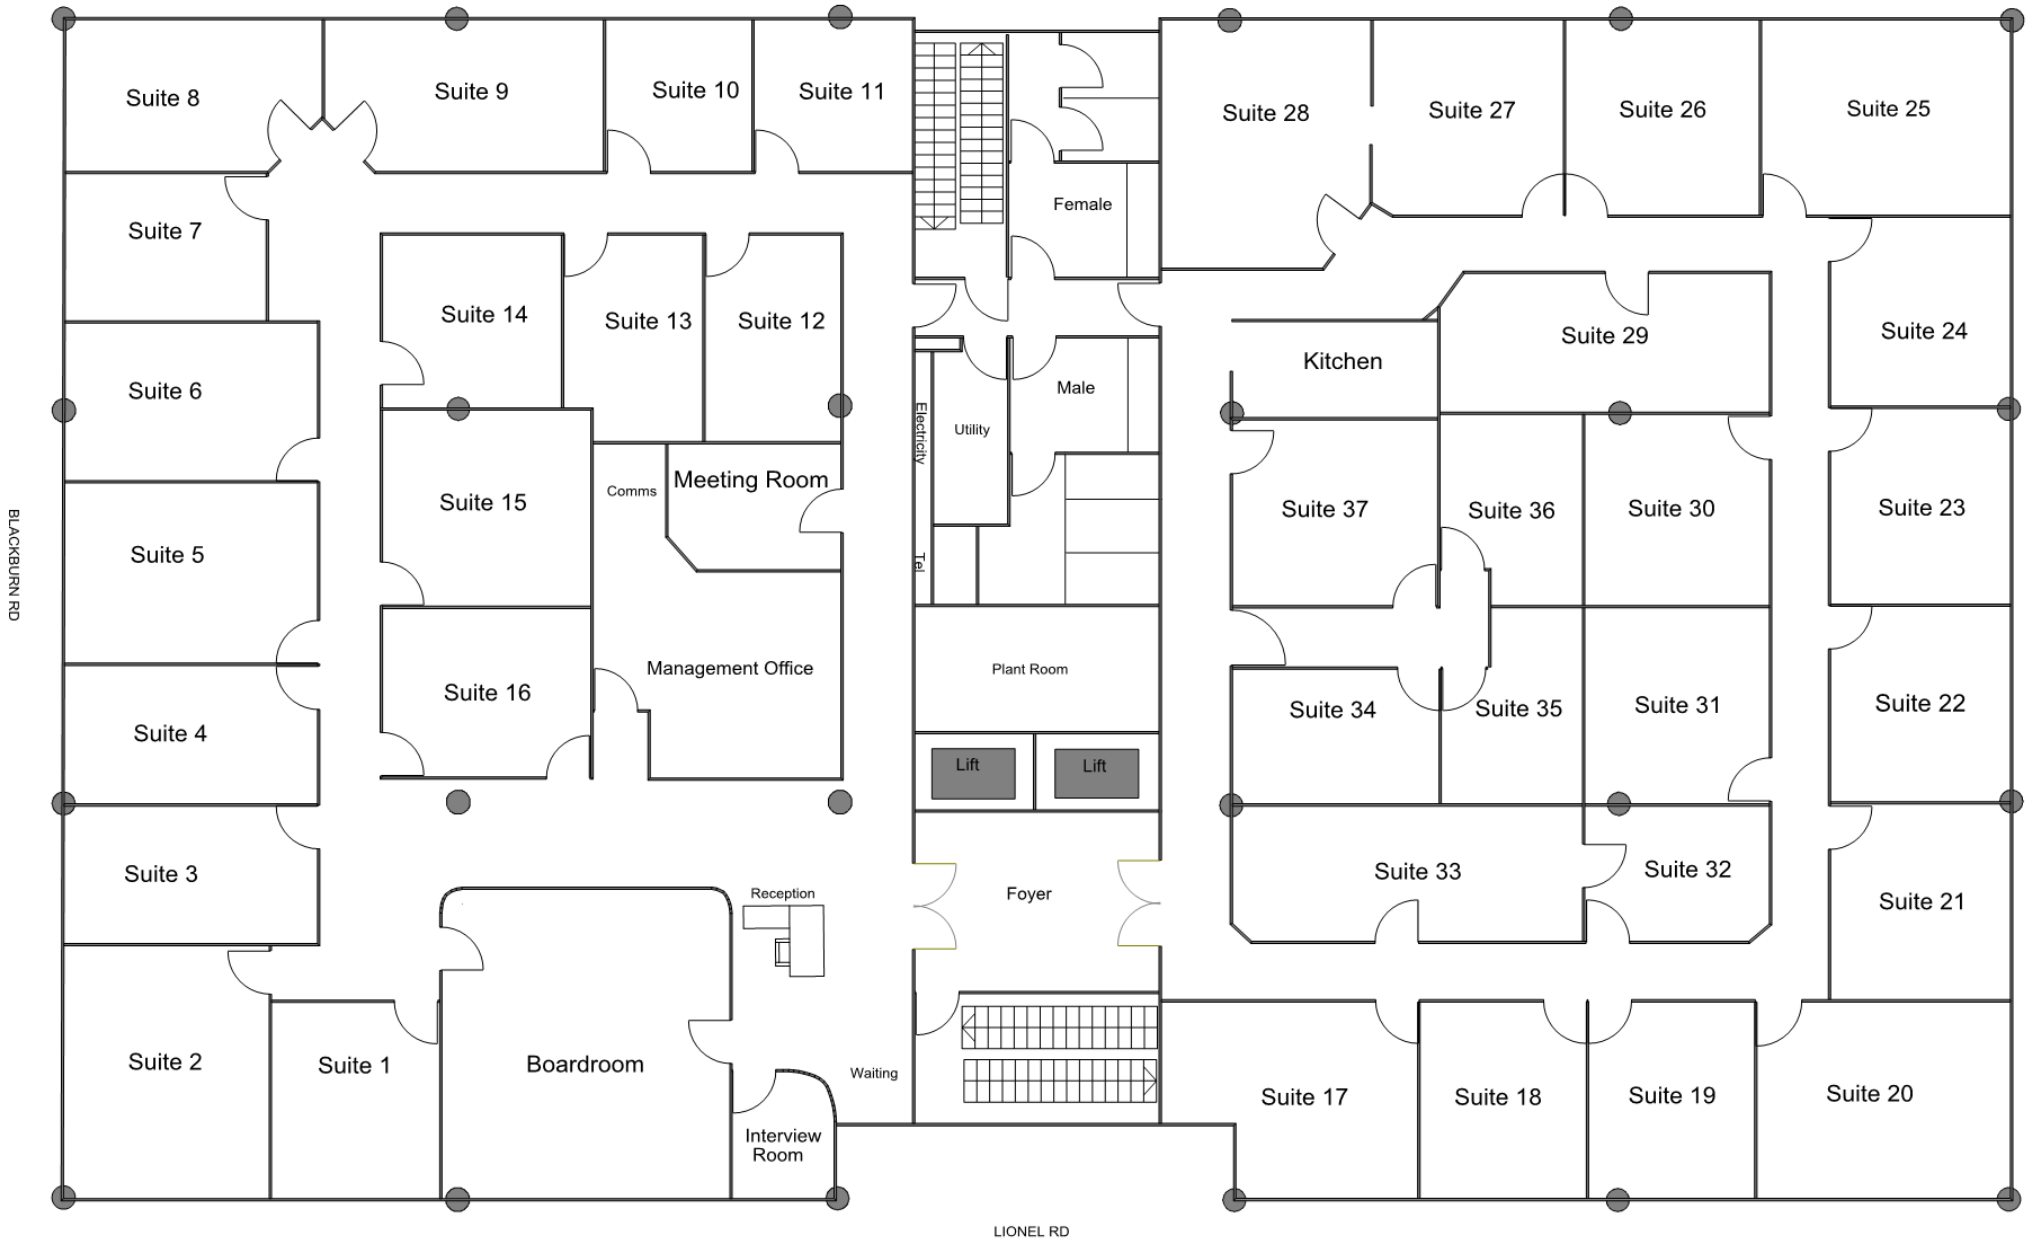 Suite 8
Suite 9
Suite 10
Suite 11
Suite 28
Suite 27
Suite 26
Suite 25
Suite 7
Female
Suite 14
Suite 13
Suite 12
Suite 29
Suite 24
Kitchen
Suite 6
Male
Electricity
Utility
BLACKBURN RD
Suite 5
Suite 15
Comms
Meeting Room
Tel
Suite 37
Suite 36
Suite 30
Suite 23
Suite 4
Suite 16
Management Office
Plant Room
Suite 34
Suite 35
Suite 31
Suite 22
Lift
Lift
Suite 3
Reception
Foyer
Suite 33
Suite 32
Suite 21
Suite 2
Suite 1
Boardroom
Waiting
Interview
Room
Suite 17
Suite 18
Suite 19
Suite 20
LIONEL RD